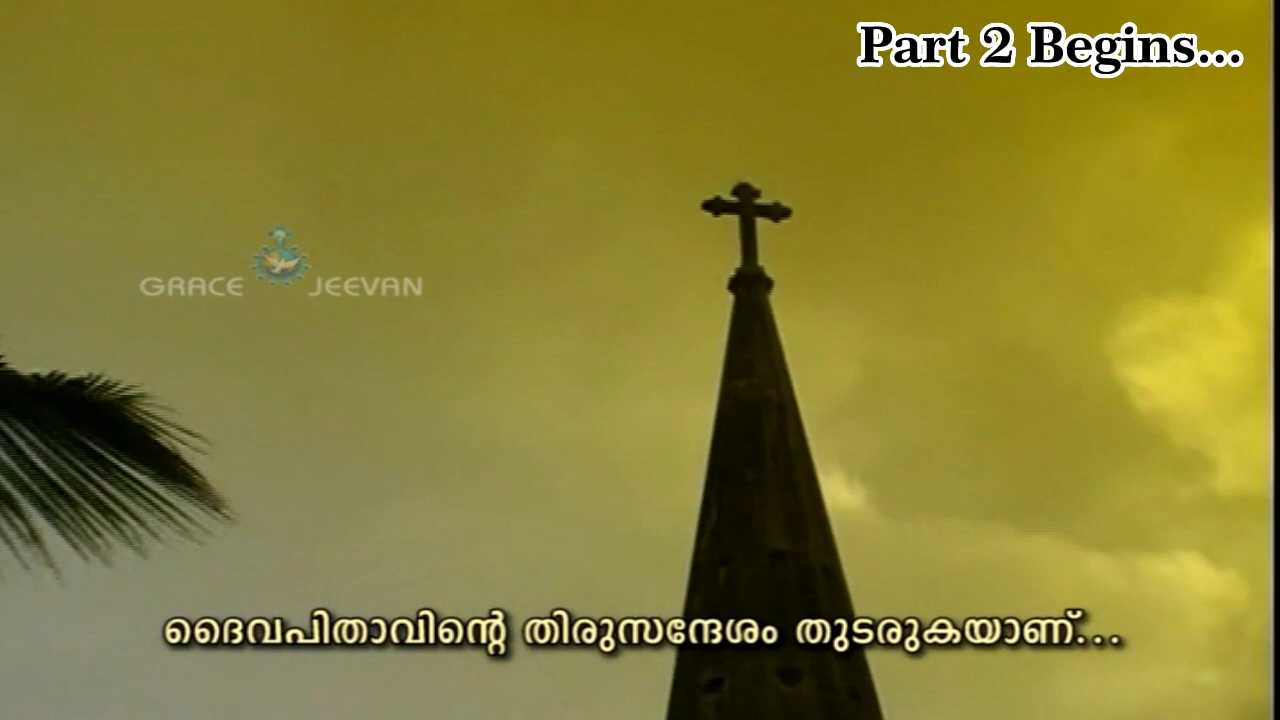 Part 2 Begins...
GRACE JEEVAN
ദൈവപിതാവിന്റെ തിരുസന്ദേശം തുടരുകയാണ്...